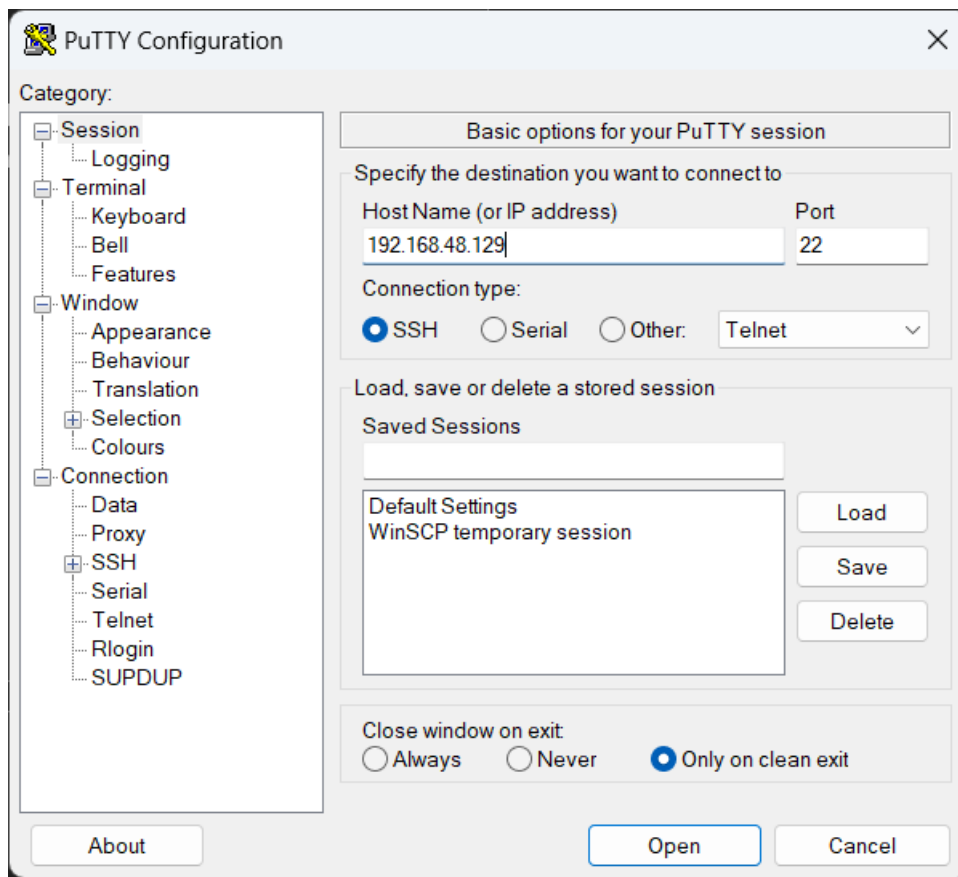 PuTTY Configuration
Category:
Session
Logging
Terminal
Keyboard
Bell
Features
Window
Appearance
Behaviour
Translation
Selection
Colours
Connection
Data
Proxy
SSH
Serial
Telnet
Rlogin
SUPDUP
Basic options for your PuTTY session
Specify the destination you want to connect to
Host Name (or IP address) Port
192.168.48.129 22
Connection type:
SSH Serial Other: Telnet
Load, save or delete a stored session
Saved Sessions
Default Settings
WinSCP temporary session
Load
Save
Delete
Close window on exit:
Always Never Only on clean exit
About Open Cancel